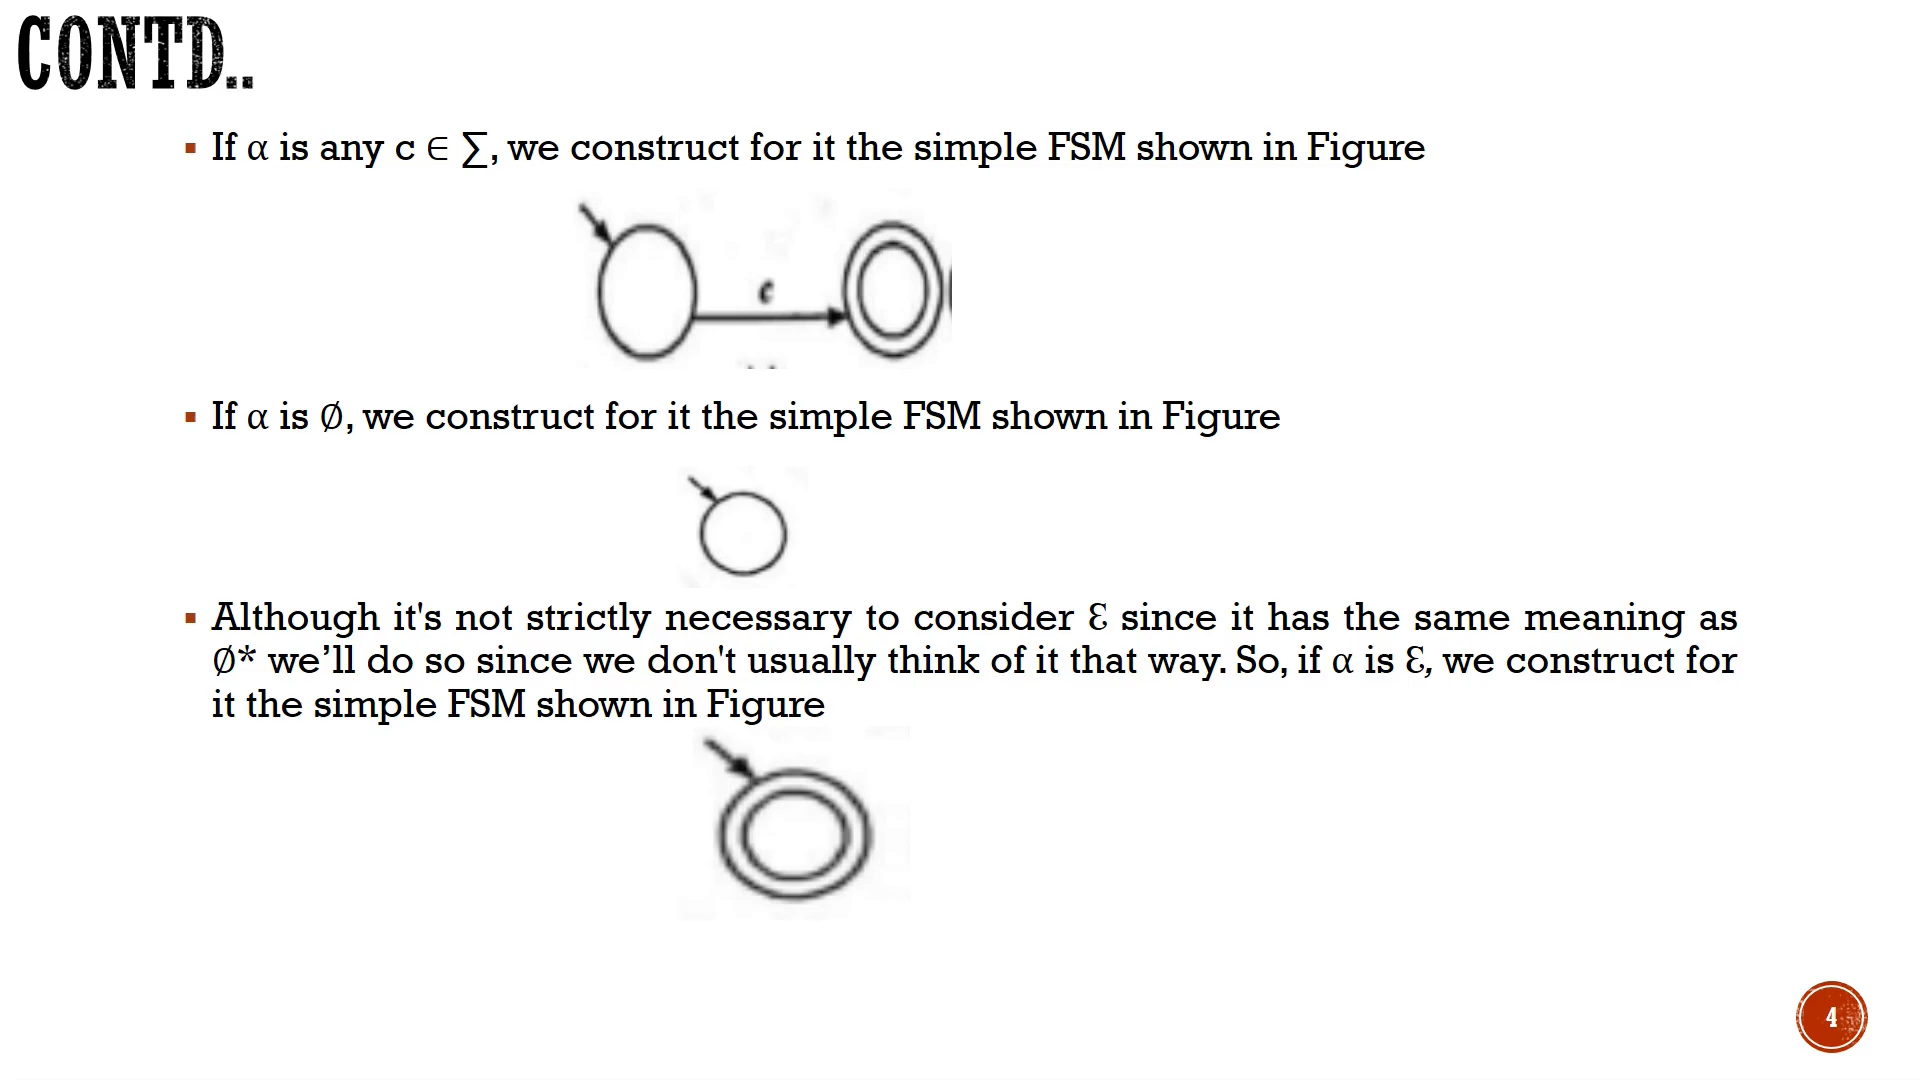 CONTD..
If α is any c ∈ ∑, we construct for it the simple FSM shown in Figure
c
If α is ∅, we construct for it the simple FSM shown in Figure
Although it's not strictly necessary to consider Ɛ since it has the same meaning as
∅* we’ll do so since we don't usually think of it that way. So, if α is Ɛ, we construct for
it the simple FSM shown in Figure
4